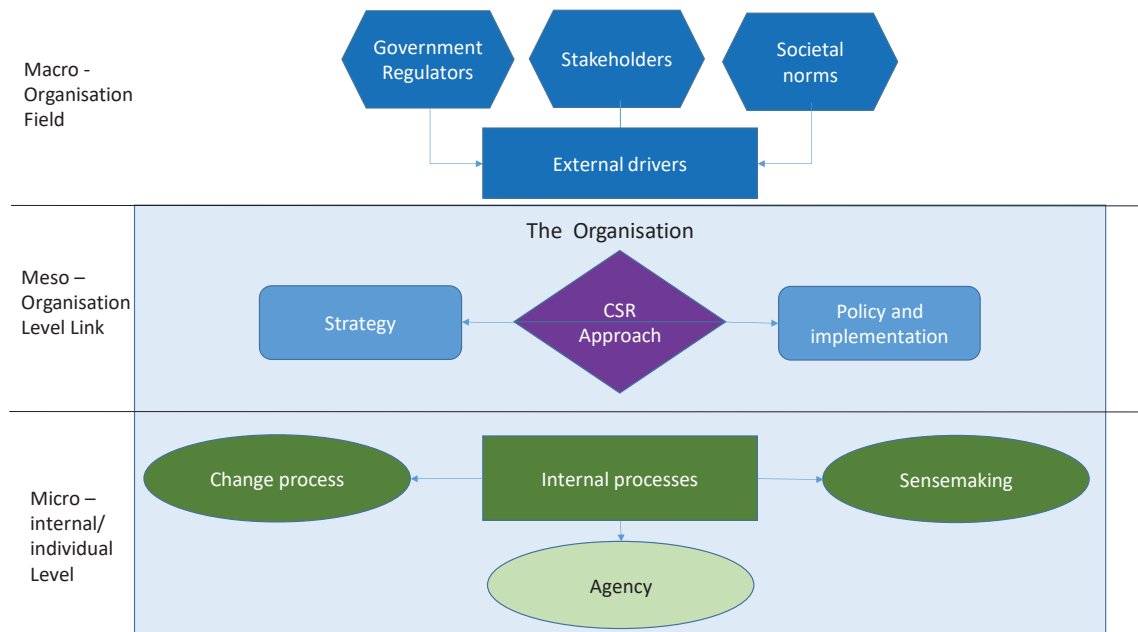 Macro -
Organisation
Field
Government
Regulators
Stakeholders
Societal
norms
External drivers
The Organisation
Meso –
Organisation
Level Link
Strategy
CSR
Approach
Policy and
implementation
Micro –
internal/
individual
Level
Change process
Internal processes
Sensemaking
Agency